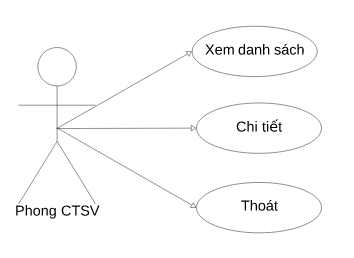 Xem danh sách
Chi tiết
Thoát
Phong CTSV